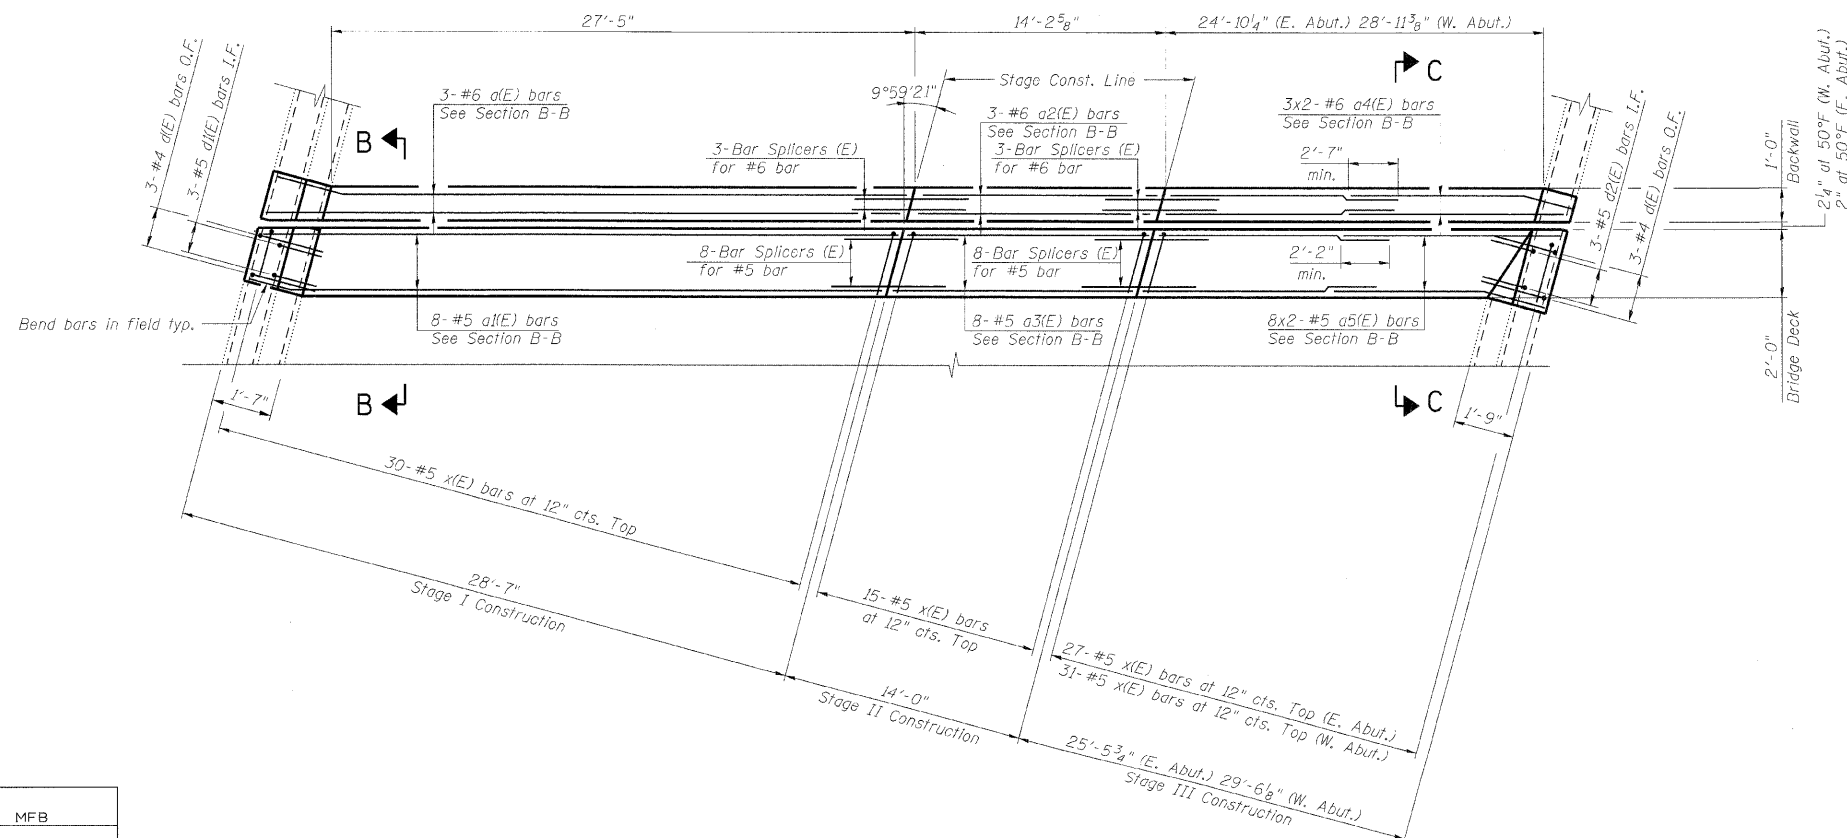 27'-5"
14'-2 5/8"
24'-10 1/4" (E. Abut.) 28'-11 3/8" (W. Abut.)
3-#4 d(E) bars O.F.
3-#5 d1(E) bars I.F.
C
Stage Const. Line
9°59'21"
3-#6 a(E) bars
See Section B-B
3-#6 a2(E) bars
See Section B-B
3x2-#6 a4(E) bars
See Section B-B
B
3-Bar Splicers (E)
for #6 bar
3-Bar Splicers (E)
for #6 bar
2'-7"
min.
1'-0"
Backwall
2 1/4" at 50°F (W. Abut.)
2" at 50°F (E. Abut.)
3-#5 d2(E) bars I.F.
3-#4 d(E) bars O.F.
8-Bar Splicers (E)
for #5 bar
8-Bar Splicers (E)
for #5 bar
2'-2"
min.
Bend bars in field typ.
8-#5 a1(E) bars
See Section B-B
8-#5 a3(E) bars
See Section B-B
8x2-#5 a5(E) bars
See Section B-B
2'-0"
Bridge Deck
1'-7"
B
C
1'-9"
30-#5 x(E) bars at 12" cts. Top
28'-7"
Stage I Construction
15-#5 x(E) bars
at 12" cts. Top
14'-0"
Stage II Construction
27-#5 x(E) bars at 12" cts. Top (E. Abut.)
31-#5 x(E) bars at 12" cts. Top (W. Abut.)
25'-5 3/4" (E. Abut.) 29'-6 1/8" (W. Abut.)
Stage III Construction
MFB